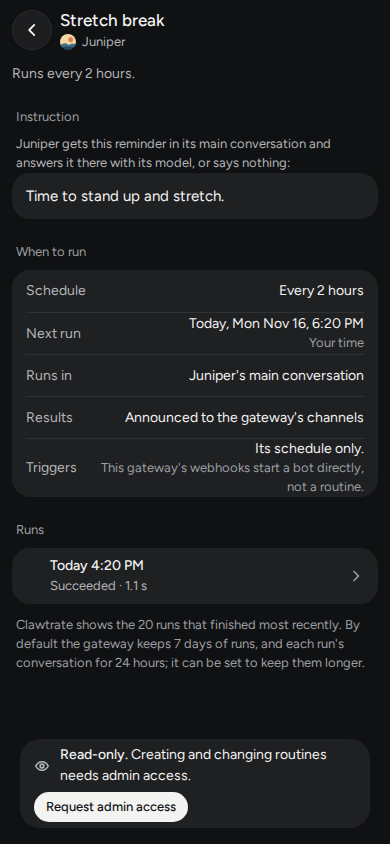 Stretch break
Juniper
Runs every 2 hours.
Instruction
Juniper gets this reminder in its main conversation and
answers it there with its model, or says nothing:
Time to stand up and stretch.
When to run
Schedule Every 2 hours
Next run Today, Mon Nov 16, 6:20 PM
Your time
Runs in Juniper's main conversation
Results Announced to the gateway's channels
Its schedule only.
Triggers This gateway's webhooks start a bot directly,
not a routine.
Runs
Today 4:20 PM
Succeeded · 1.1 s
Clawtrate shows the 20 runs that finished most recently. By
default the gateway keeps 7 days of runs, and each run's
conversation for 24 hours; it can be set to keep them longer.
Read-only. Creating and changing routines
needs admin access.
Request admin access